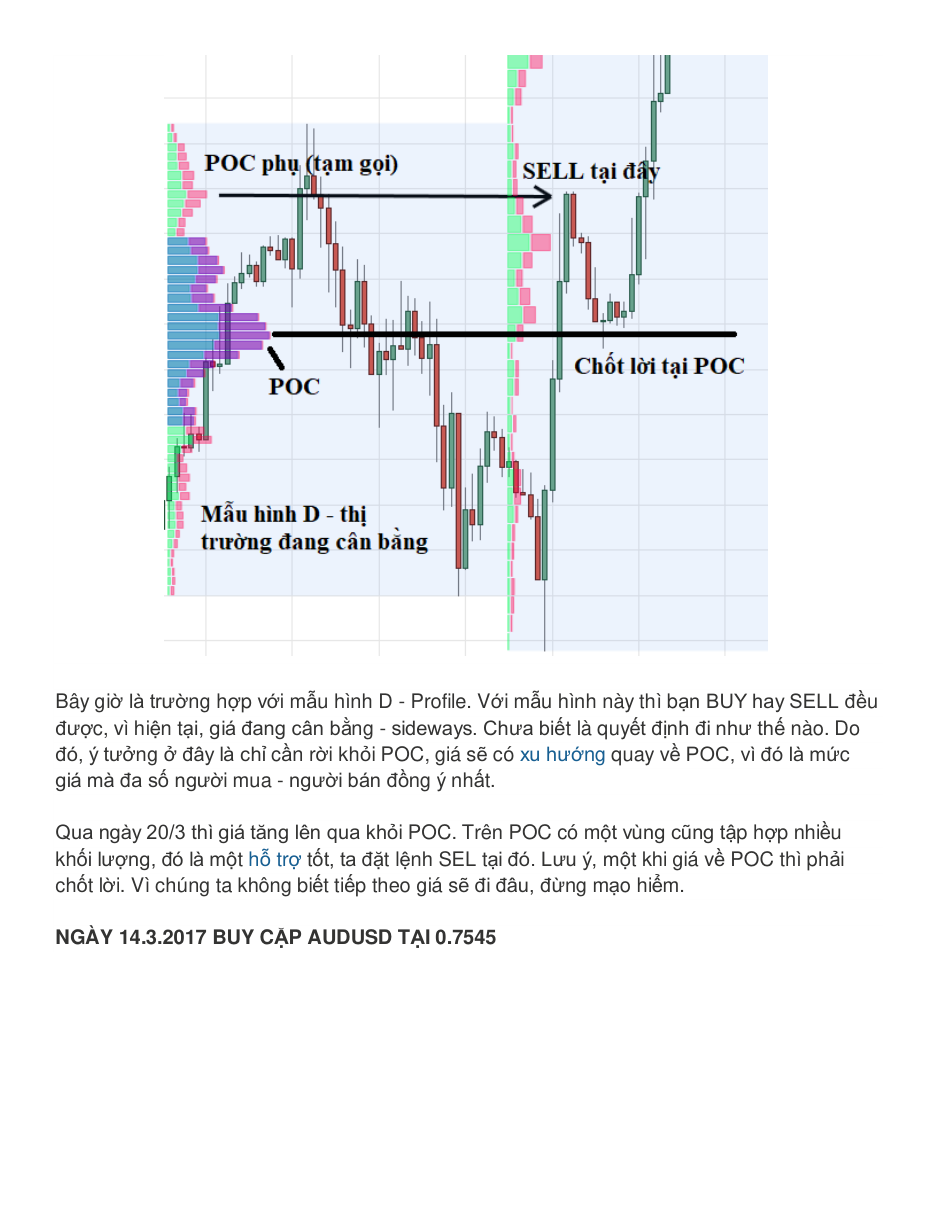 POC phụ (tạm gọi)
SELL tại đây
Chốt lời tại POC
POC
Mẫu hình D - thị
trường đang cân bằng
Bây giờ là trường hợp với mẫu hình D - Profile. Với mẫu hình này thì bạn BUY hay SELL đều
được, vì hiện tại, giá đang cân bằng - sideways. Chưa biết là quyết định đi như thế nào. Do
đó, ý tưởng ở đây là chỉ cần rời khỏi POC, giá sẽ có xu hướng quay về POC, vì đó là mức
giá mà đa số người mua - người bán đồng ý nhất.
Qua ngày 20/3 thì giá tăng lên qua khỏi POC. Trên POC có một vùng cũng tập hợp nhiều
khối lượng, đó là một hỗ trợ tốt, ta đặt lệnh SEL tại đó. Lưu ý, một khi giá về POC thì phải
chốt lời. Vì chúng ta không biết tiếp theo giá sẽ đi đâu, đừng mạo hiểm.
NGÀY 14.3.2017 BUY CẶP AUDUSD TẠI 0.7545